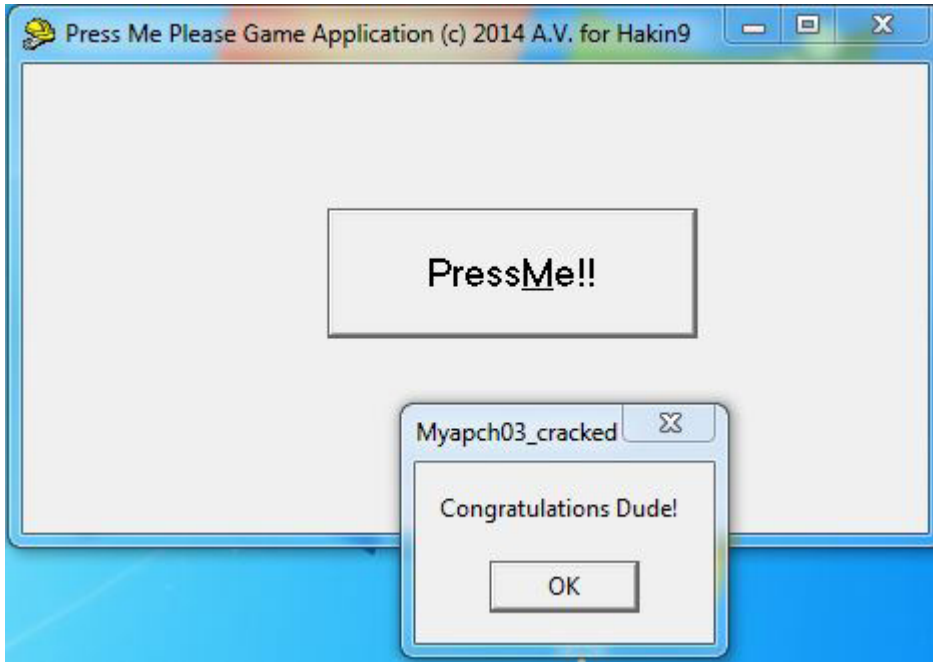 Press Me Please Game Application (c) 2014 A.V. for Hakin9
PressMe!!
Myapch03_cracked
Congratulations Dude!
OK